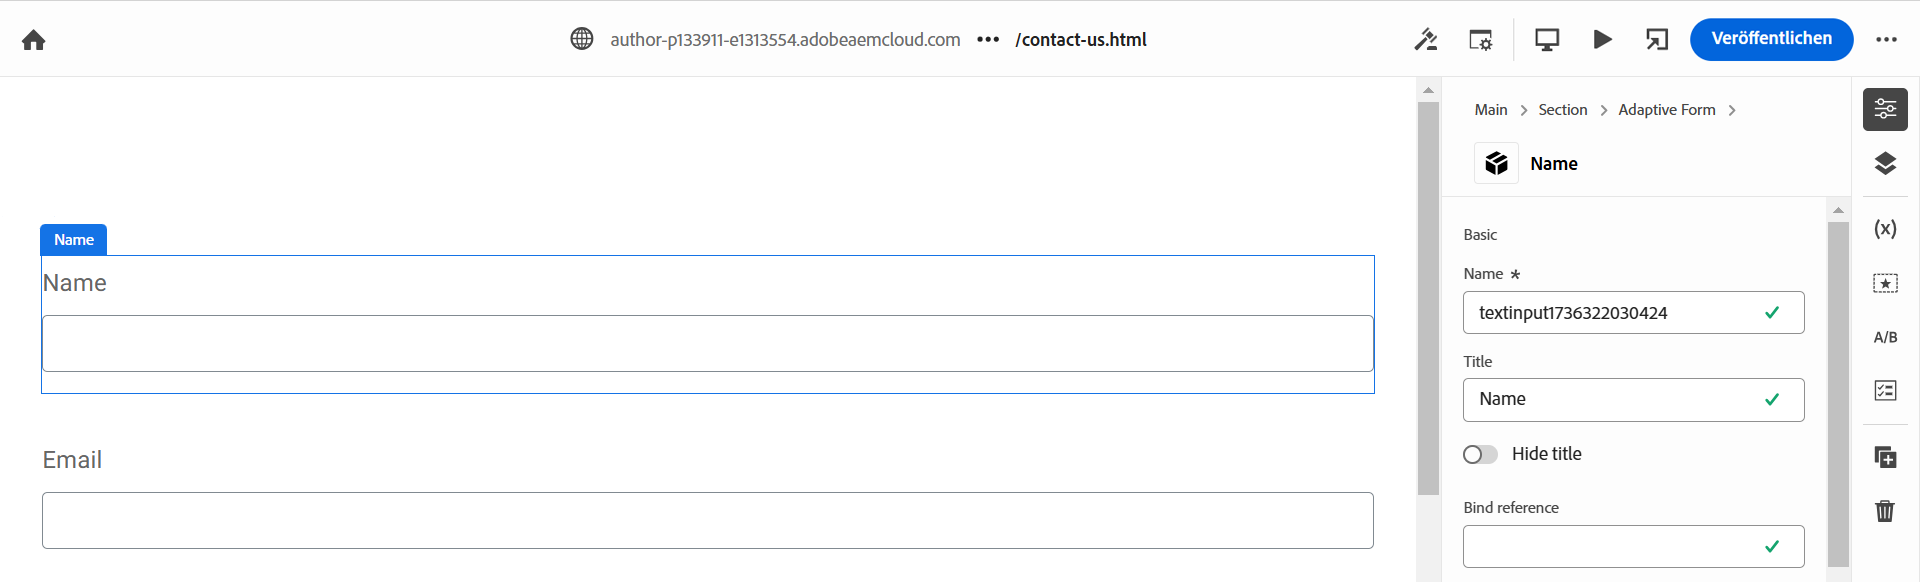 author-p133911-e1313554.adobeaemcloud.com ••• /contact-us.html
Veröffentlichen
Main > Section > Adaptive Form >
Name
Name
Name
Email
Basic
Name *
textinput1736322030424
Title
Name
Hide title
Bind reference
(x)
A/B